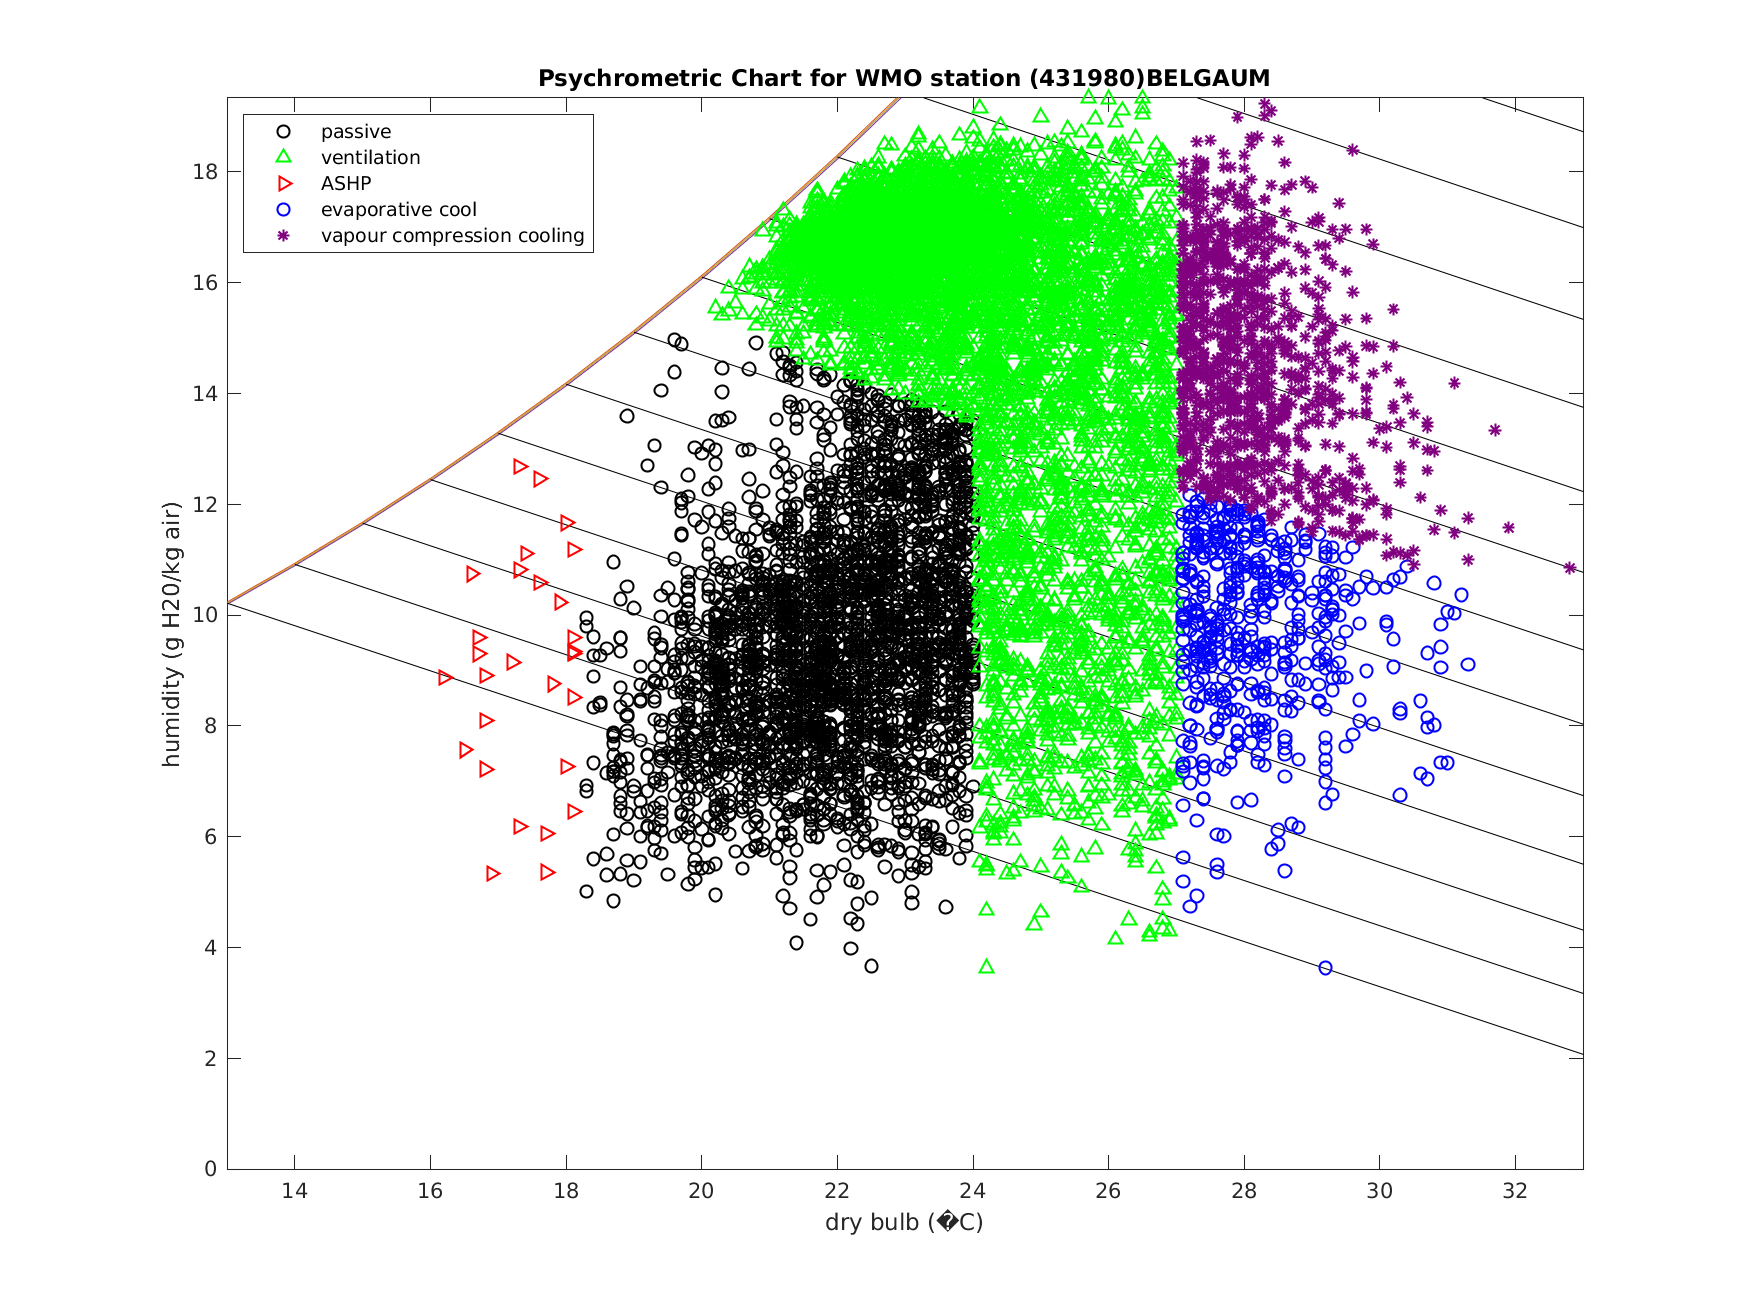 Psychrometric Chart for WMO station (431980)BELGAUM
passive
ventilation
ASHP
evaporative cool
vapour compression cooling
humidity (g H20/kg air)
18
16
14
12
10
8
6
4
2
0
14 16 18 20 22 24 26 28 30 32
dry bulb (�C)